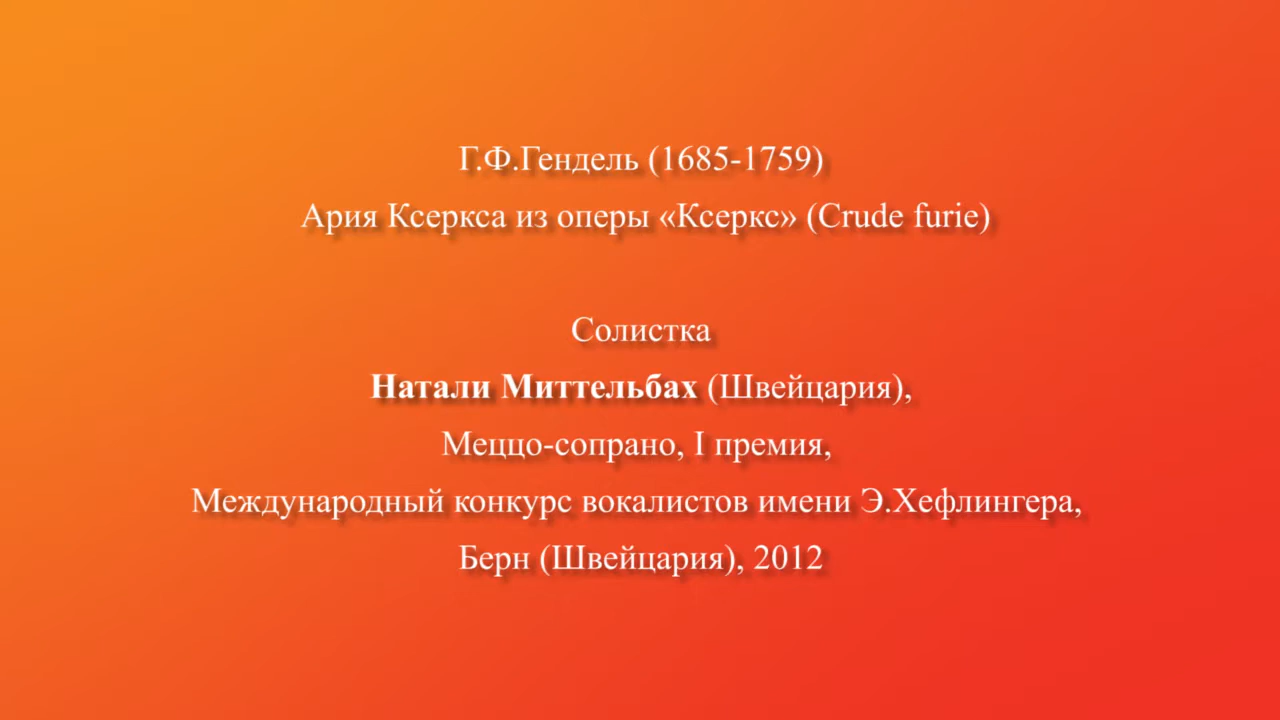 Г.Ф.Гендель (1685-1759)
Ария Ксеркса из оперы «Ксеркс» (Crude furie)
Солистка
Натали Миттельбах (Швейцария),
Меццо-сопрано, I премия,
Международный конкурс вокалистов имени Э.Хефлингера,
Берн (Швейцария), 2012